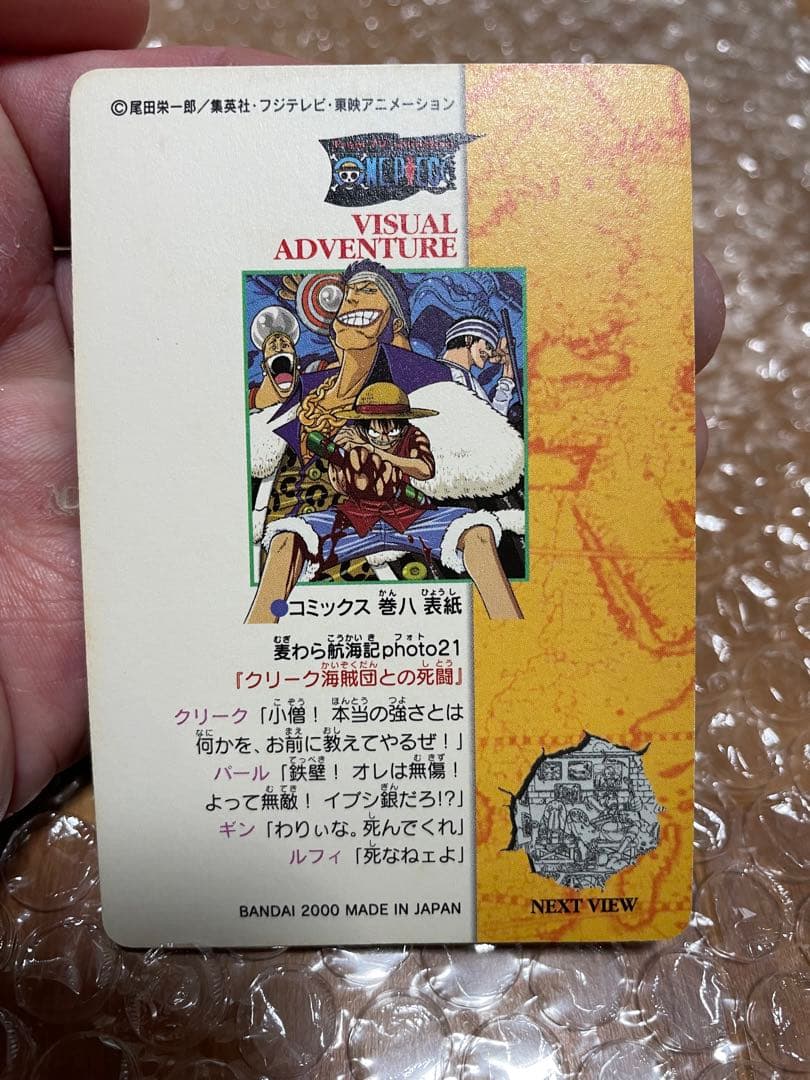 ©尾田栄一郎／集英社・フジテレビ・東映アニメーション
ONE PIECE
VISUAL
ADVENTURE
●コミックス 巻八 表紙
麦わら航海記photo21
『クリーク海賊団との死闘』
クリーク「小僧！ 本当の強さとは
何かを、お前に教えてやるぜ！」
パール「鉄壁！ オレは無傷！
よって無敵！ イブシ銀だろ!?」
ギン「わりぃな。死んでくれ」
ルフィ「死なねェよ」
BANDAI 2000 MADE IN JAPAN
NEXT VIEW